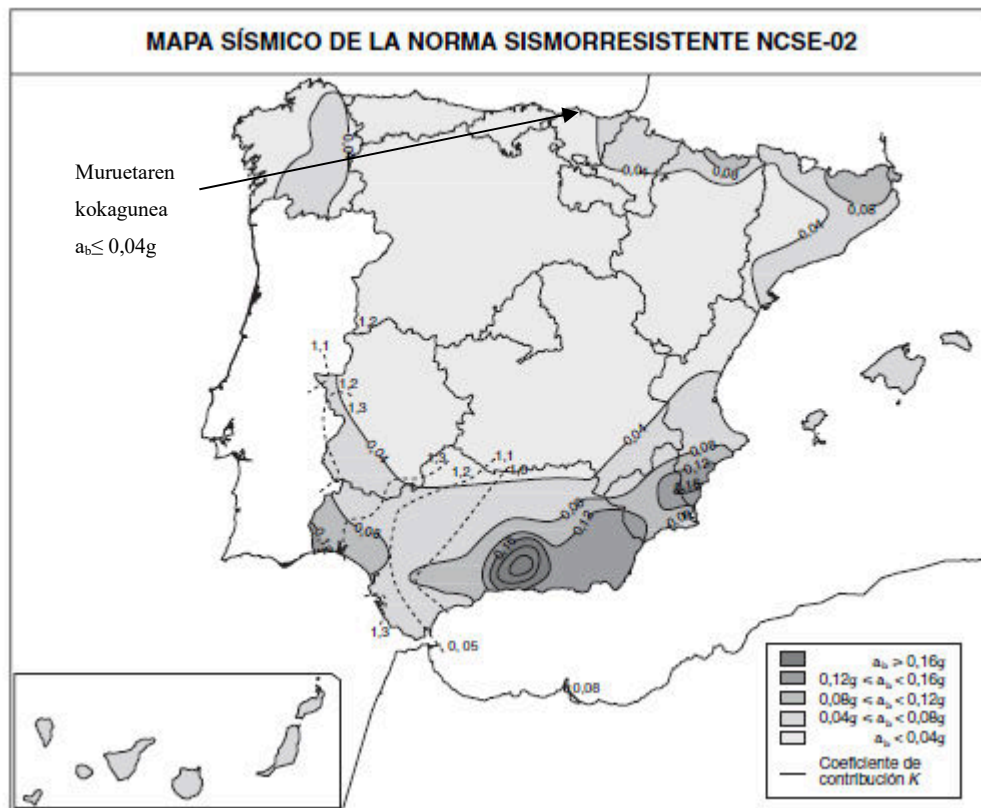 MAPA SÍSMICO DE LA NORMA SISMORRESISTENTE NCSE-02
Muruetaren
kokagunea
a_b≤ 0,04g
0,04
0,08
0,08
0,04
1,2
1,1
1,2
1,3
0,04
1,3
1,2
1,1
1,0
0,04
0,08
0,12
0,16
0,08
0,08
0,12
0,16
0,08
1,3
0,05
0,08
a_b > 0,16g
0,12g < a_b < 0,16g
0,08g < a_b < 0,12g
0,04g < a_b < 0,08g
a_b < 0,04g
Coeficiente de
contribución K